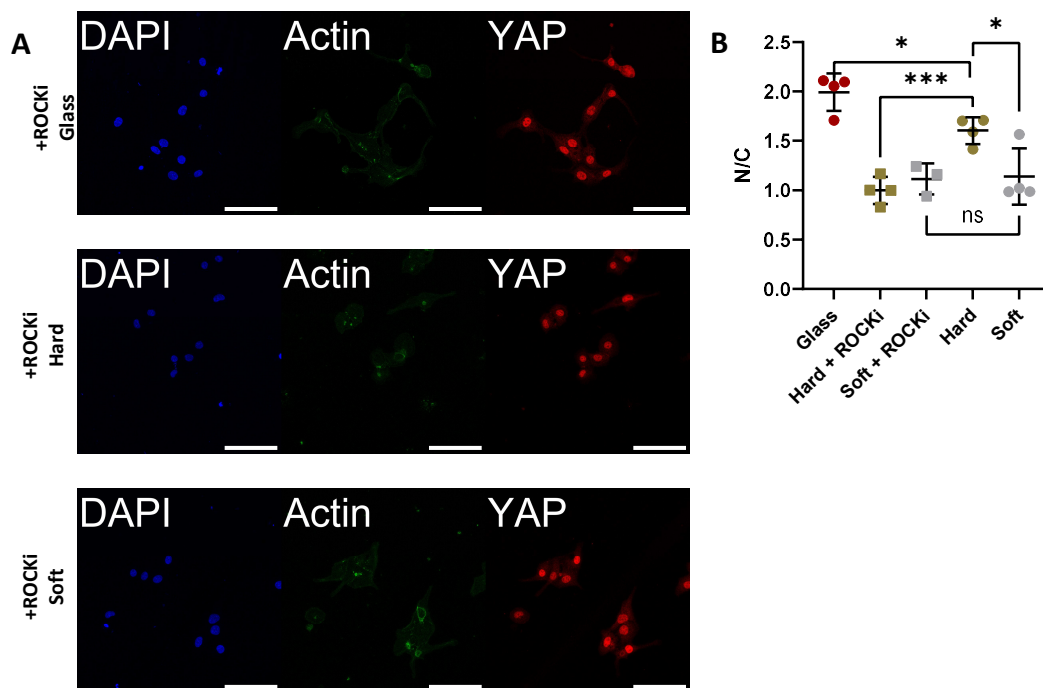 A
+ROCKi
Glass
DAPI
Actin
YAP
+ROCKi
Hard
DAPI
Actin
YAP
+ROCKi
Soft
DAPI
Actin
YAP
B
*
*
***
ns
N/C
2.5
2.0
1.5
1.0
0.5
0.0
Glass
Hard + ROCKi
Soft + ROCKi
Hard
Soft